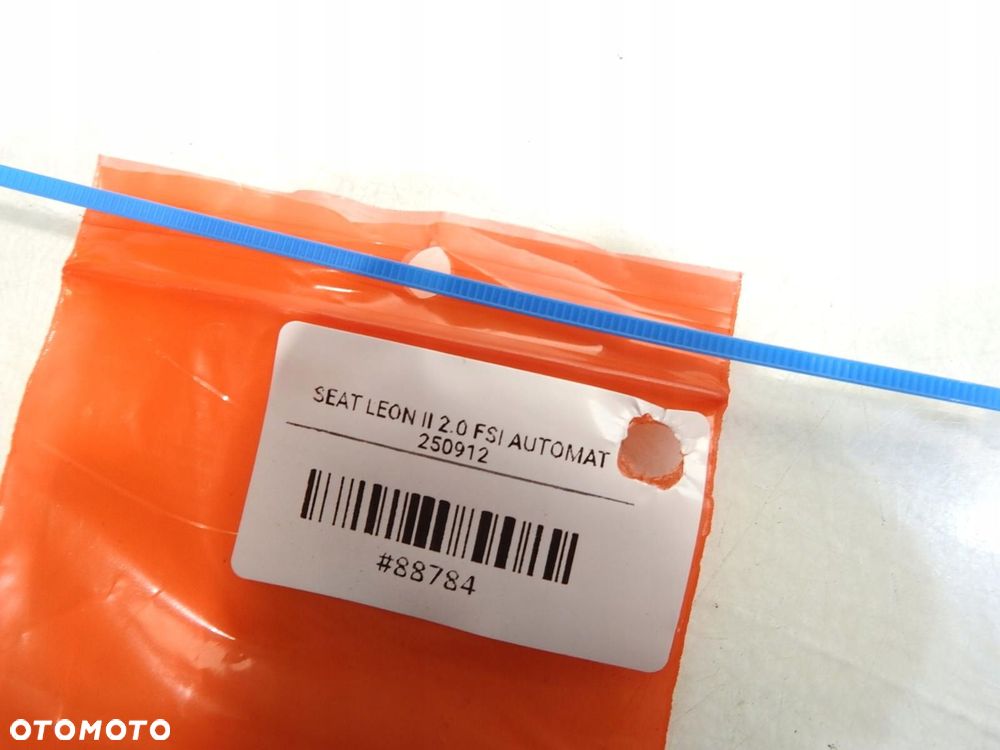 SEAT LEON II 2.0 FSI AUTOMAT
250912
#88784
OTOMOTO